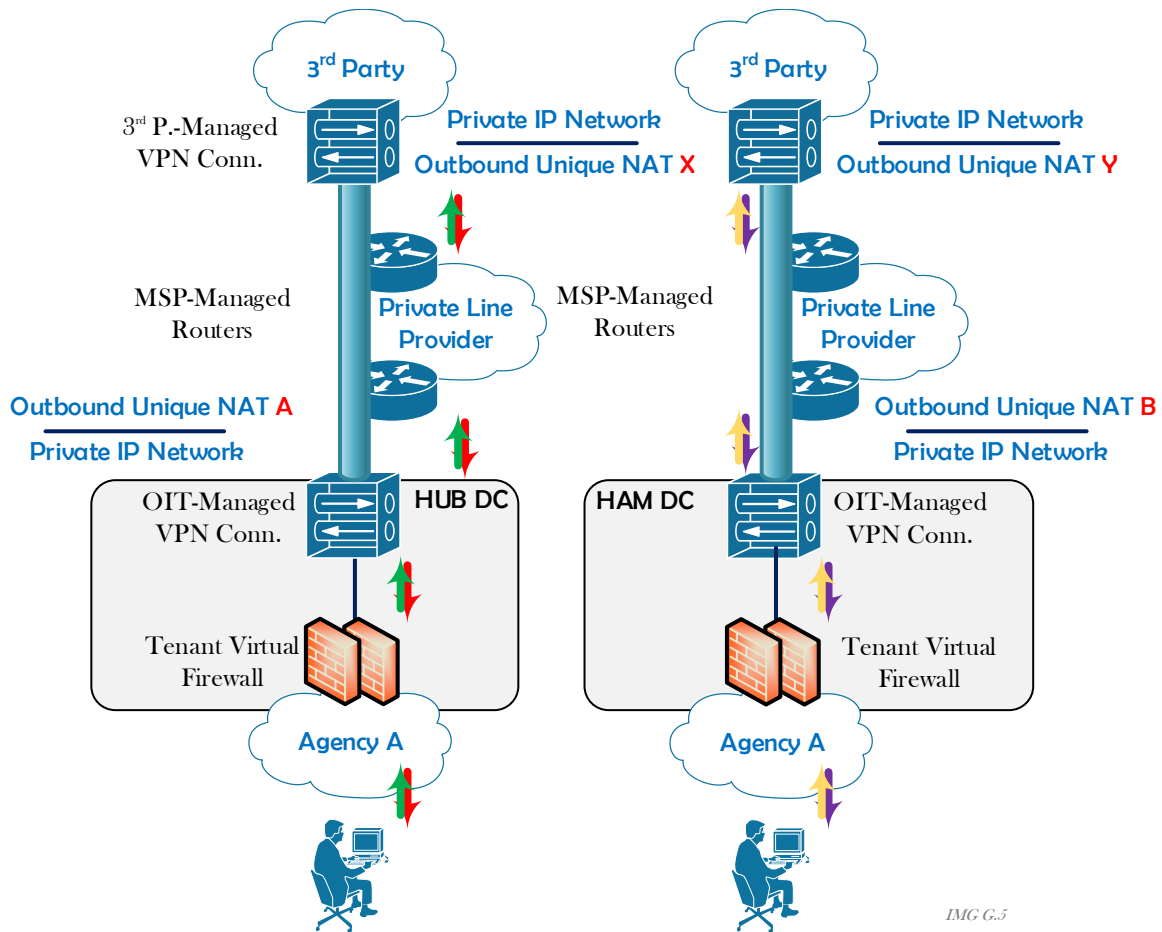 3rd Party
3rd P.-Managed
VPN Conn.
Private IP Network
Outbound Unique NAT X
MSP-Managed
Routers
Private Line
Provider
Outbound Unique NAT A
Private IP Network
HUB DC
OIT-Managed
VPN Conn.
Tenant Virtual
Firewall
Agency A
3rd Party
Private IP Network
Outbound Unique NAT Y
MSP-Managed
Routers
Private Line
Provider
Outbound Unique NAT B
Private IP Network
HAM DC
OIT-Managed
VPN Conn.
Tenant Virtual
Firewall
Agency A
IMG G.5